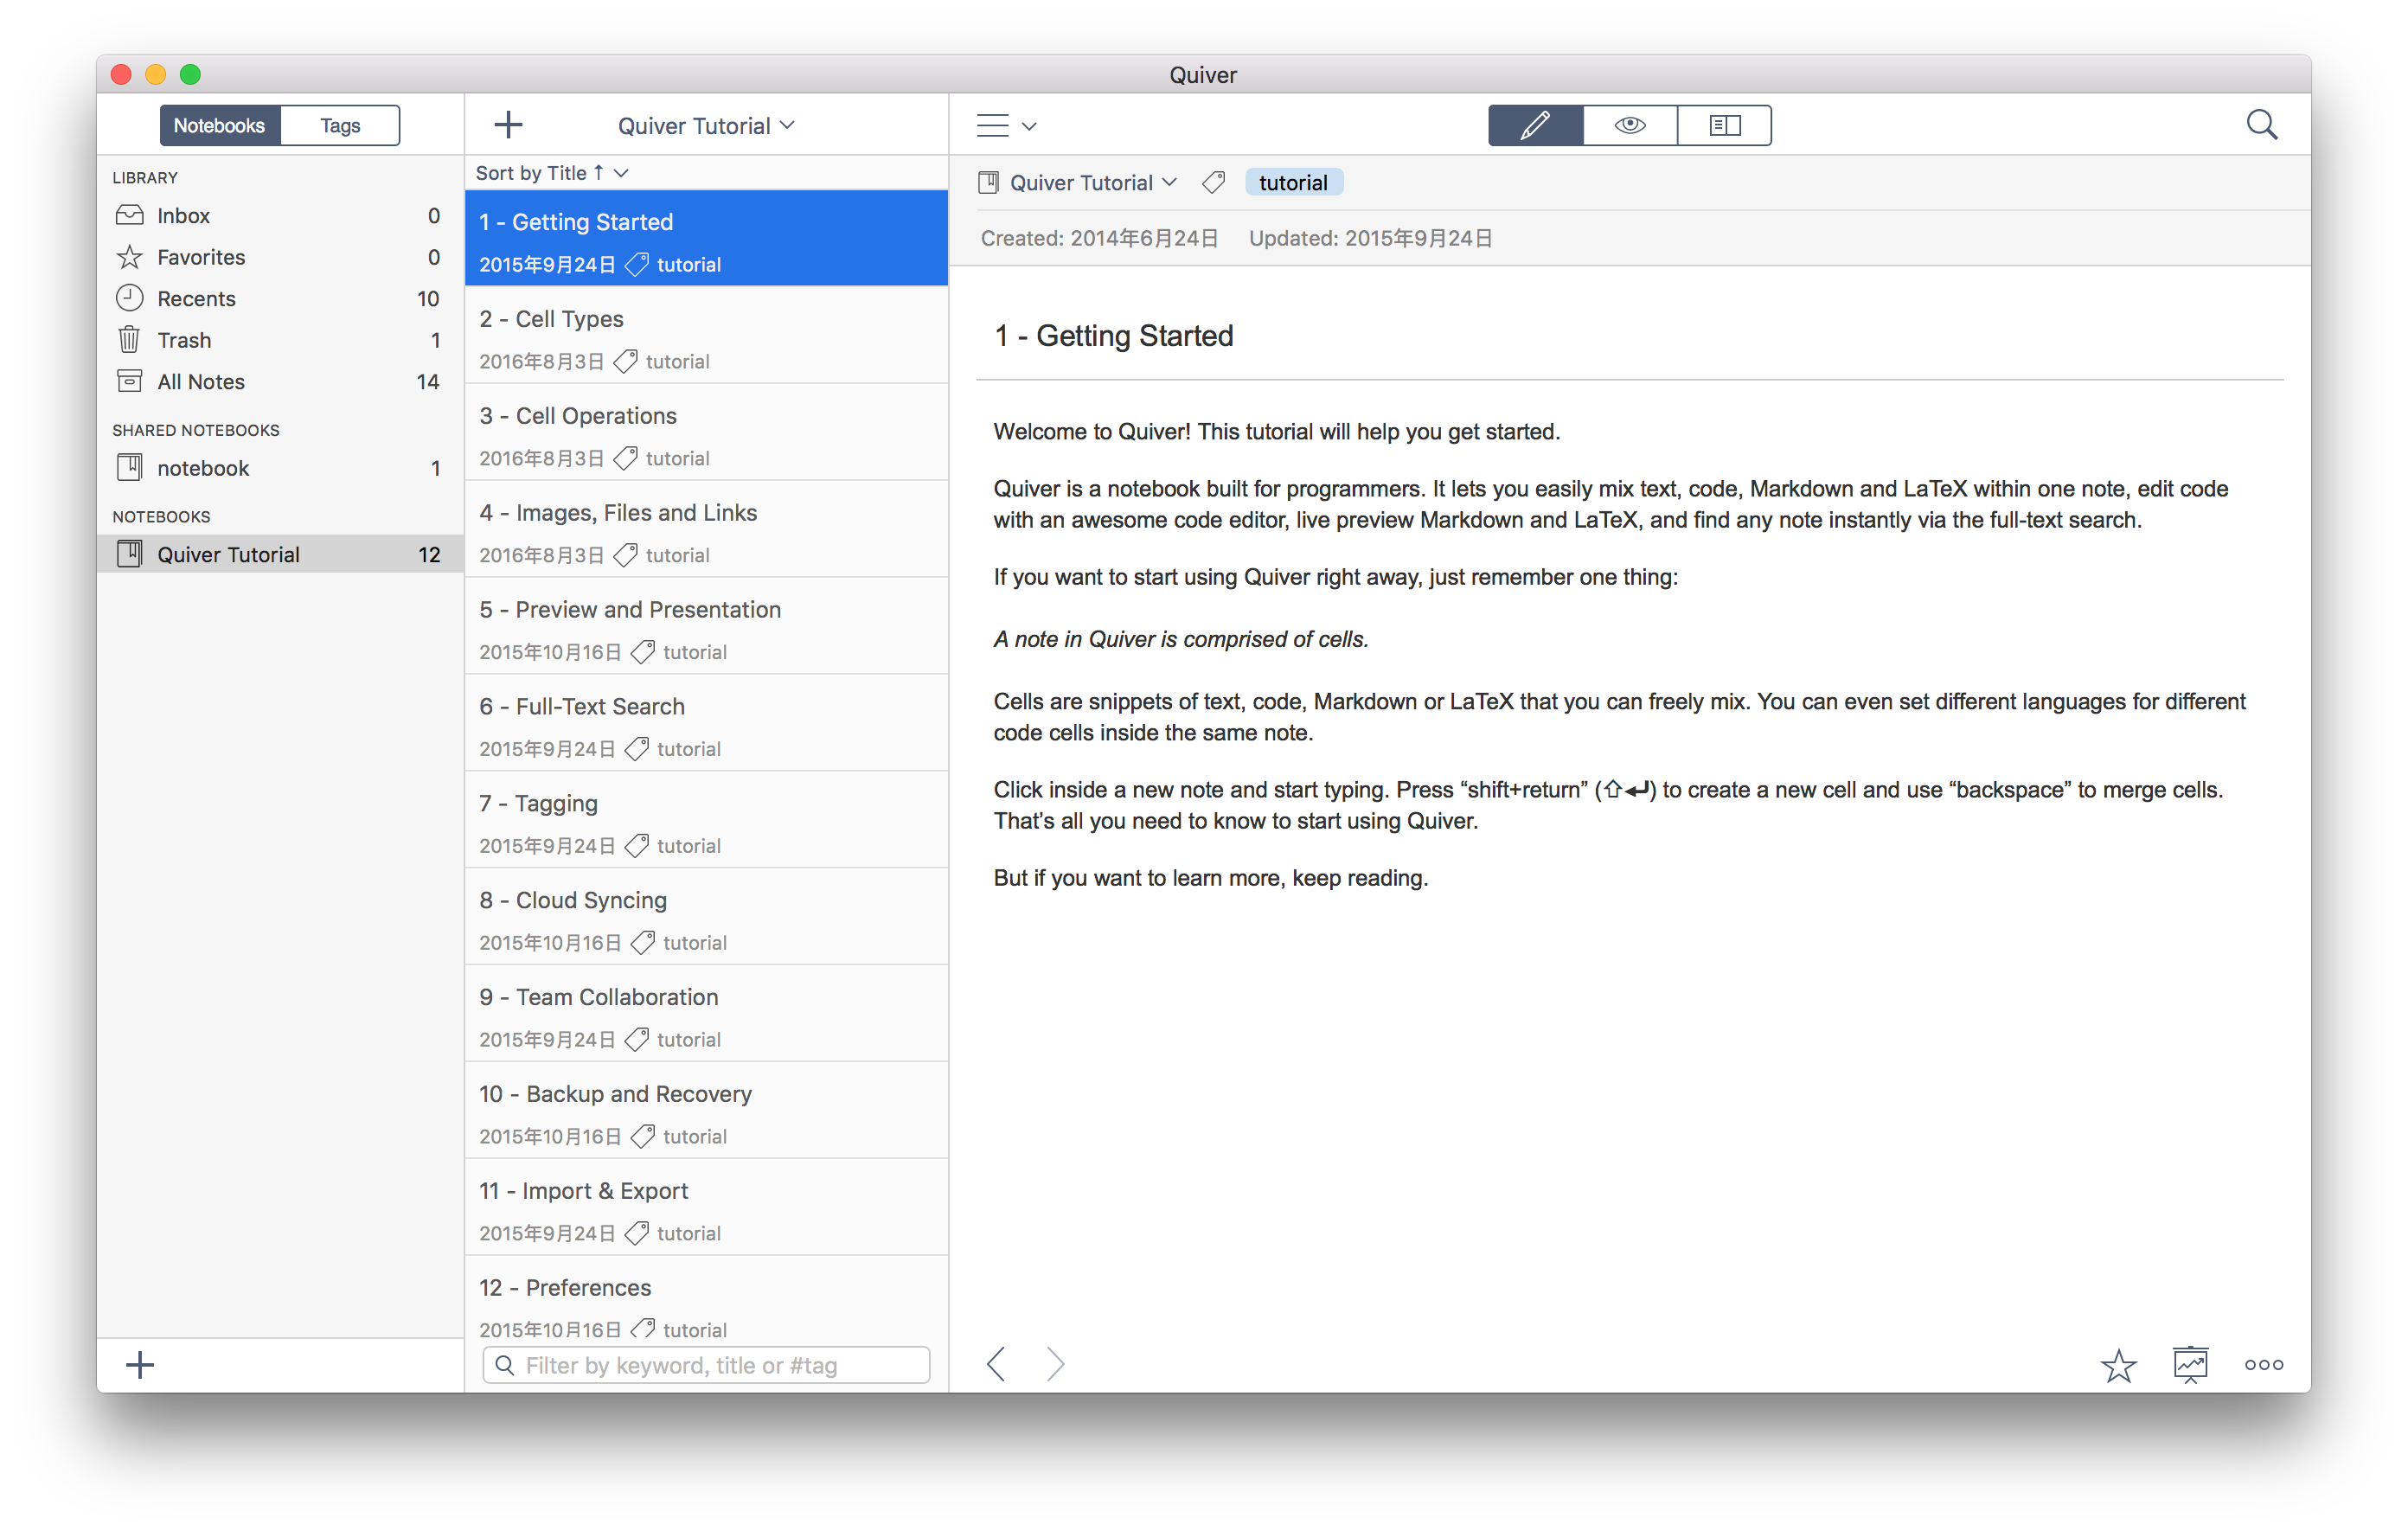 Quiver
Notebooks
Tags
LIBRARY
Inbox 0
Favorites 0
Recents 10
Trash 1
All Notes 14
SHARED NOTEBOOKS
notebook 1
NOTEBOOKS
Quiver Tutorial 12
Quiver Tutorial
Sort by Title ↑
1 - Getting Started
2015年9月24日 tutorial
2 - Cell Types
2016年8月3日 tutorial
3 - Cell Operations
2016年8月3日 tutorial
4 - Images, Files and Links
2016年8月3日 tutorial
5 - Preview and Presentation
2015年10月16日 tutorial
6 - Full-Text Search
2015年9月24日 tutorial
7 - Tagging
2015年9月24日 tutorial
8 - Cloud Syncing
2015年10月16日 tutorial
9 - Team Collaboration
2015年9月24日 tutorial
10 - Backup and Recovery
2015年10月16日 tutorial
11 - Import & Export
2015年9月24日 tutorial
12 - Preferences
2015年10月16日 tutorial
Filter by keyword, title or #tag
Quiver Tutorial tutorial
Created: 2014年6月24日 Updated: 2015年9月24日
1 - Getting Started
Welcome to Quiver! This tutorial will help you get started.
Quiver is a notebook built for programmers. It lets you easily mix text, code, Markdown and LaTeX within one note, edit code
with an awesome code editor, live preview Markdown and LaTeX, and find any note instantly via the full-text search.
If you want to start using Quiver right away, just remember one thing:
A note in Quiver is comprised of cells.
Cells are snippets of text, code, Markdown or LaTeX that you can freely mix. You can even set different languages for different
code cells inside the same note.
Click inside a new note and start typing. Press “shift+return” (⇧↵) to create a new cell and use “backspace” to merge cells.
That’s all you need to know to start using Quiver.
But if you want to learn more, keep reading.